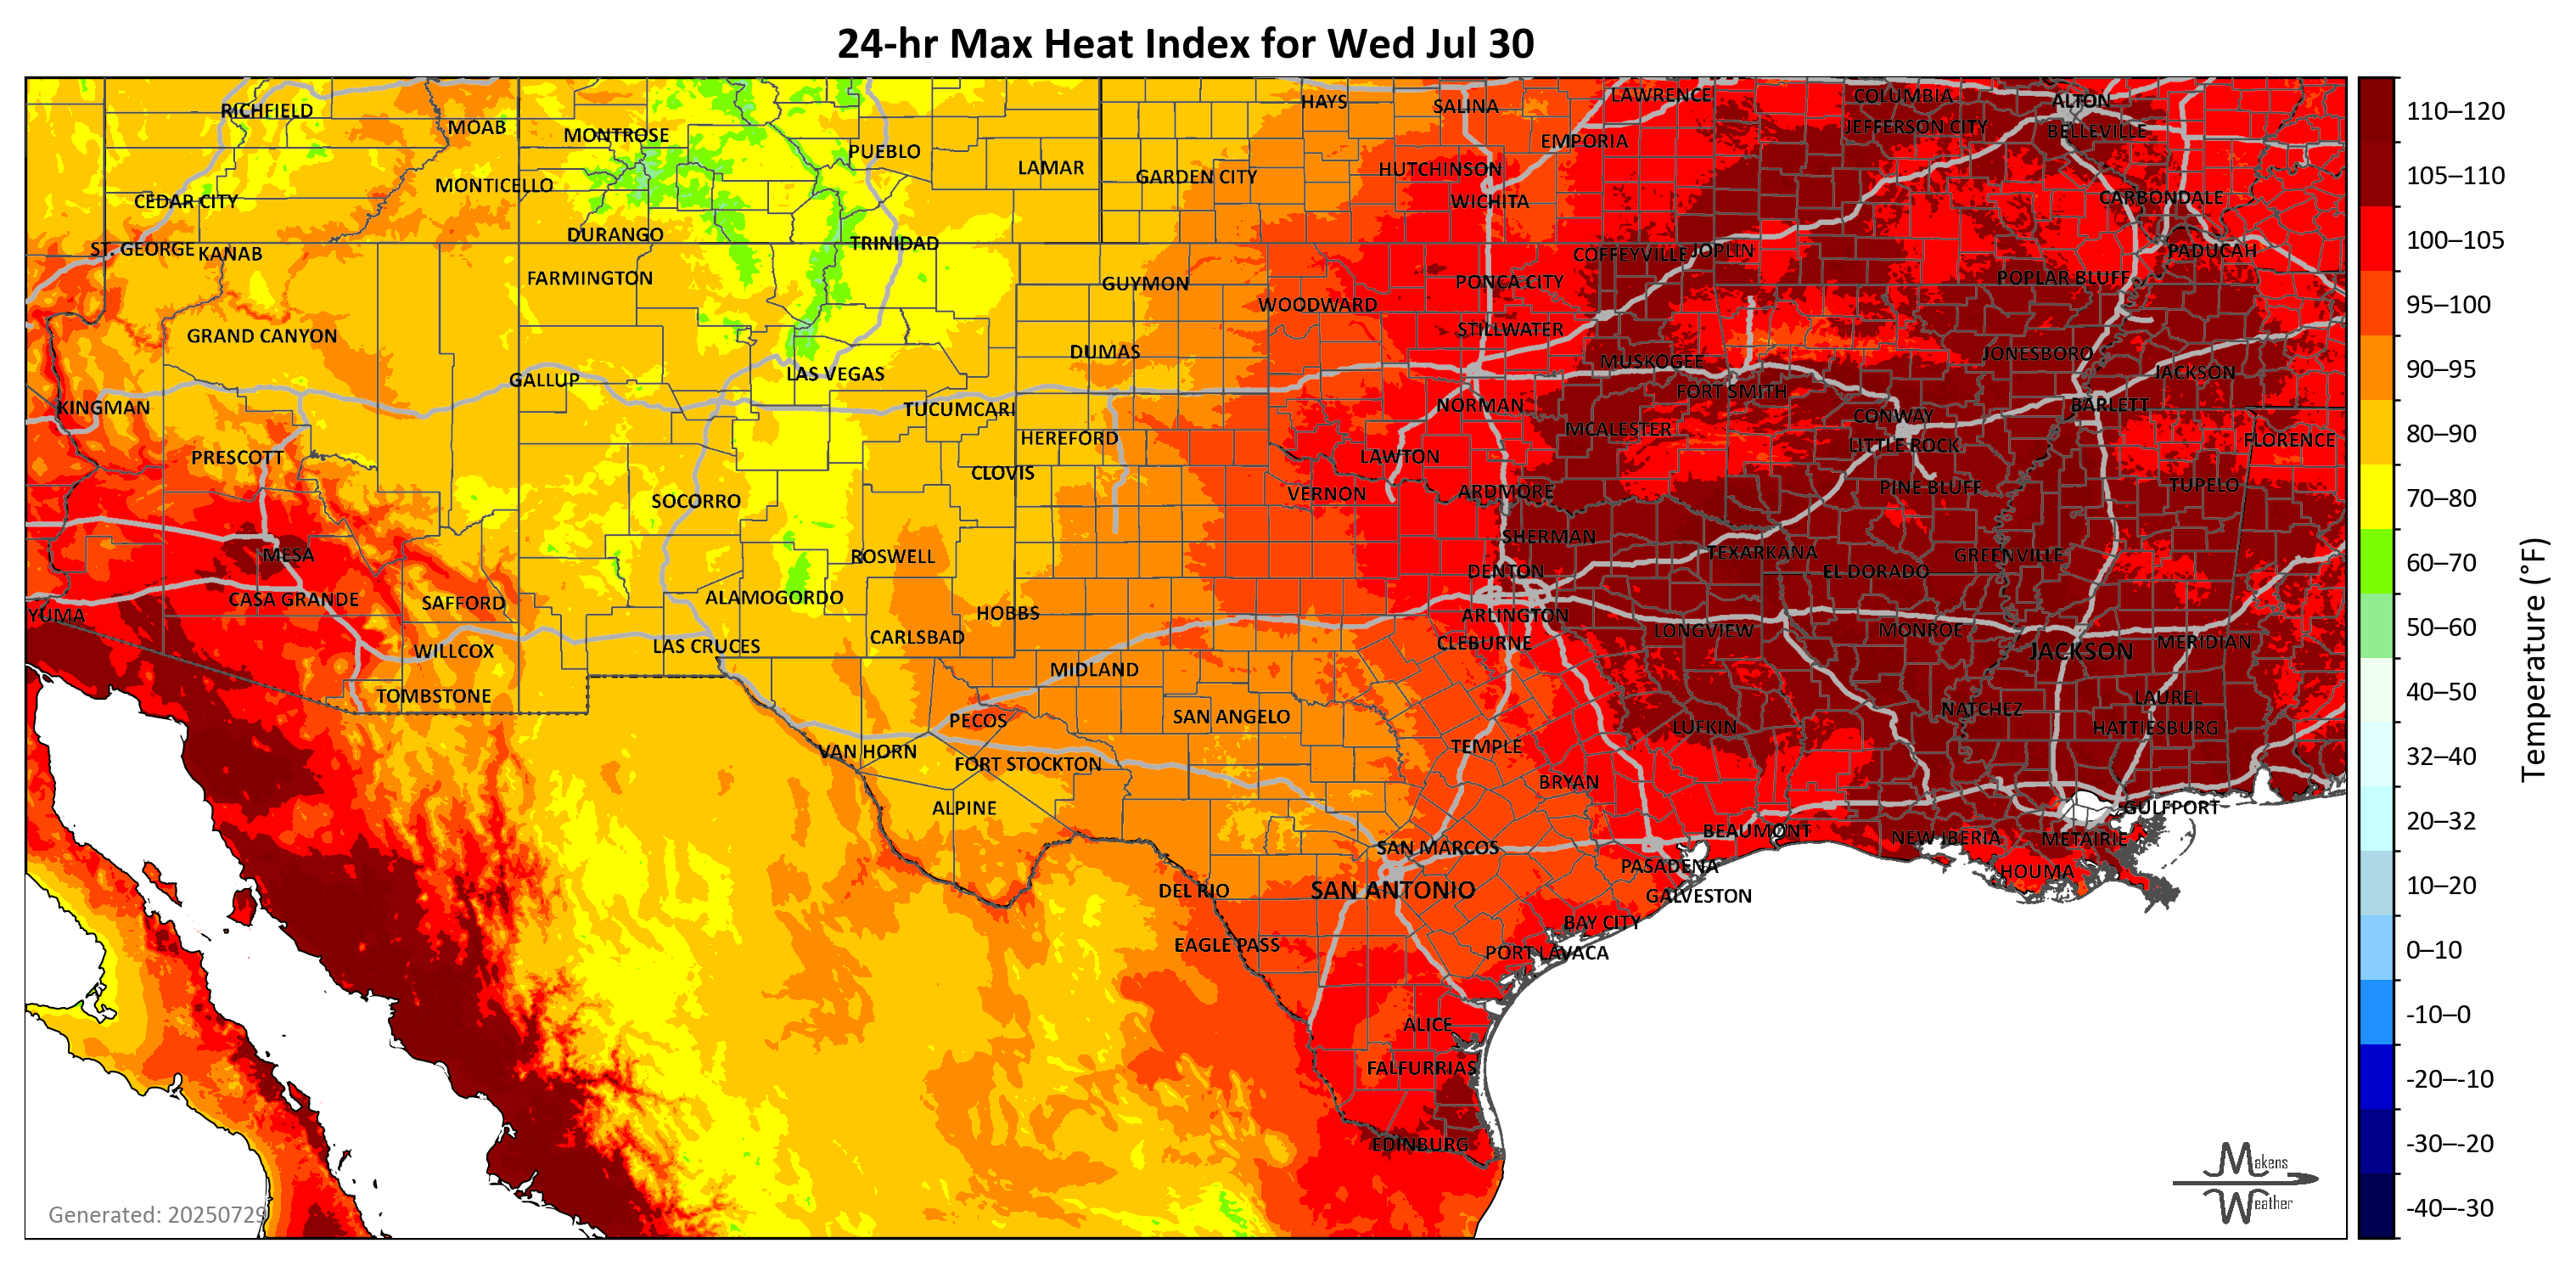 24-hr Max Heat Index for Wed Jul 30
RICHFIELD
MOAB
MONTROSE
PUEBLO
LAMAR
GARDEN CITY
HAYS
SALINA
LAWRENCE
COLUMBIA
ALTON
EMPORIA
JEFFERSON CITY
BELLEVILLE
HUTCHINSON
WICHITA
CEDAR CITY
MONTICELLO
CARBONDALE
ST. GEORGE
KANAB
DURANGO
TRINIDAD
COFFEYVILLE
JOPLIN
PADUCAH
FARMINGTON
GUYMON
WOODWARD
PONCA CITY
POPLAR BLUFF
GRAND CANYON
DUMAS
STILLWATER
MUSKOGEE
JONESBORO
GALLUP
LAS VEGAS
FORT SMITH
JACKSON
KINGMAN
TUCUMCARI
NORMAN
CONWAY
BARLETT
PRESCOTT
HEREFORD
CLOVIS
LAWTON
MCALESTER
LITTLE ROCK
FLORENCE
SOCORRO
VERNON
ARDMORE
PINE BLUFF
TUPELO
MESA
ROSWELL
SHERMAN
TEXARKANA
GREENVILLE
DENTON
EL DORADO
YUMA
CASA GRANDE
SAFFORD
ALAMOGORDO
HOBBS
ARLINGTON
WILLCOX
LAS CRUCES
CARLSBAD
CLEBURNE
LONGVIEW
MONROE
JACKSON
MERIDIAN
TOMBSTONE
MIDLAND
PECOS
SAN ANGELO
LUFKIN
NATCHEZ
LAUREL
HATTIESBURG
VAN HORN
FORT STOCKTON
TEMPLE
BRYAN
ALPINE
BEAUMONT
NEW IBERIA
METAIRIE
GULFPORT
SAN MARCOS
PASADENA
HOUMA
DEL RIO
SAN ANTONIO
GALVESTON
EAGLE PASS
BAY CITY
PORT LAVACA
ALICE
FALFURRIAS
EDINBURG
Generated: 20250729
Makens
Weather
110–120
105–110
100–105
95–100
90–95
80–90
70–80
60–70
50–60
40–50
32–40
20–32
10–20
0–10
-10–0
-20–-10
-30–-20
-40–-30
Temperature (°F)